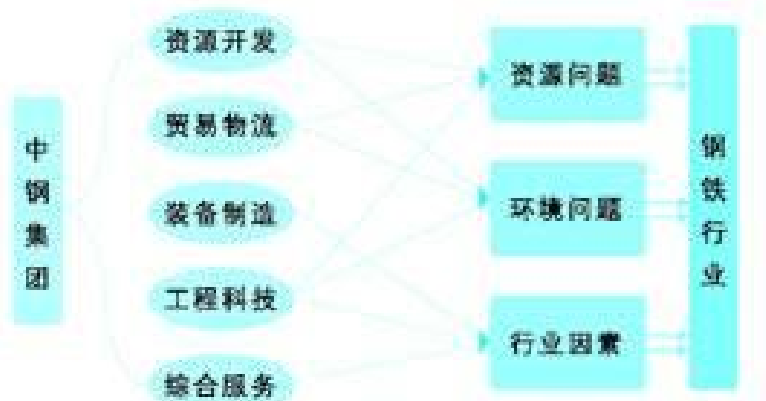 中钢集团
资源开发
贸易物流
装备制造
工程科技
综合服务
资源问题
环境问题
行业因素
钢铁行业